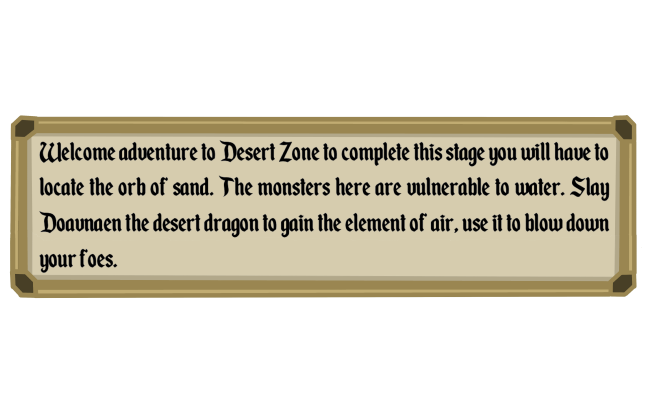 Welcome adventure to Desert Zone to complete this stage you will have to
locate the orb of sand. The monsters here are vulnerable to water. Slay
Doavnaen the desert dragon to gain the element of air, use it to blow down
your foes.